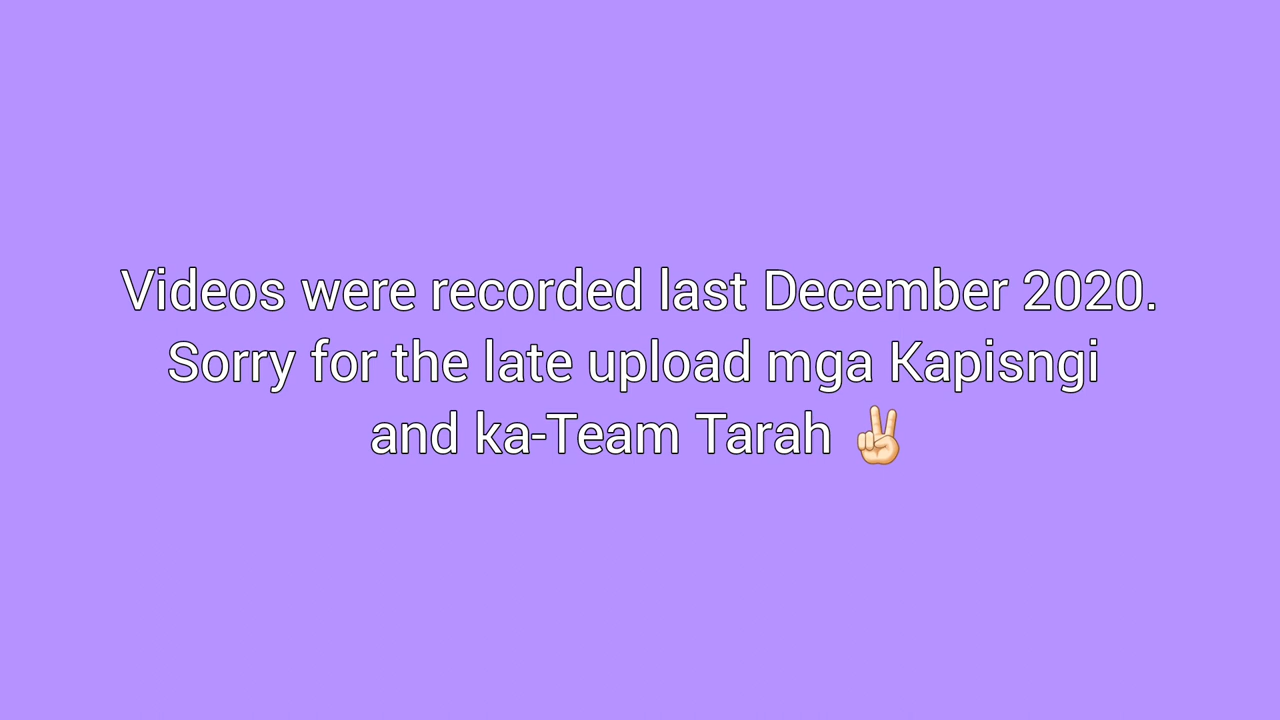 Videos were recorded last December 2020.
Sorry for the late upload mga Kapisngi
and ka-Team Tarah ✌🏻